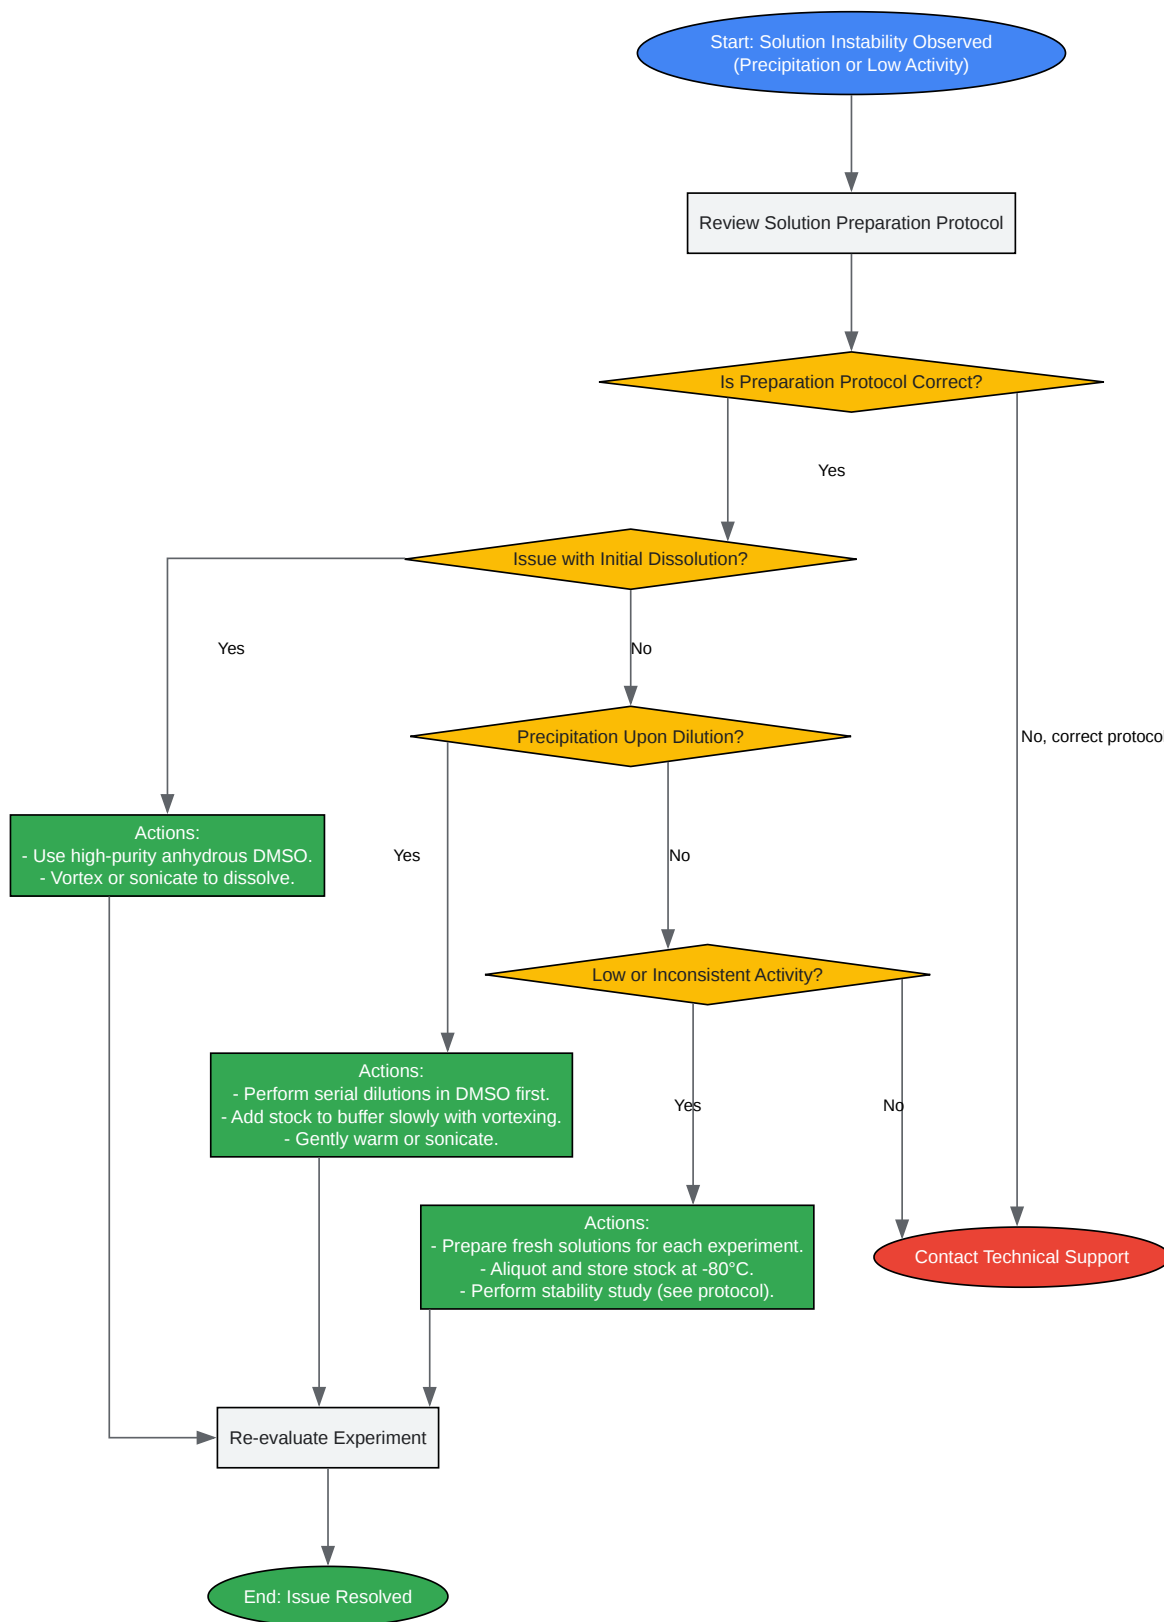 Start: Solution Instability Observed
(Precipitation or Low Activity)
Review Solution Preparation Protocol
Is Preparation Protocol Correct?
Yes
Issue with Initial Dissolution?
Yes
No
Precipitation Upon Dilution?
No, correct protocol
Actions:
- Use high-purity anhydrous DMSO.
- Vortex or sonicate to dissolve.
Yes
No
Low or Inconsistent Activity?
Actions:
- Perform serial dilutions in DMSO first.
- Add stock to buffer slowly with vortexing.
- Gently warm or sonicate.
Yes
No
Actions:
- Prepare fresh solutions for each experiment.
- Aliquot and store stock at -80°C.
- Perform stability study (see protocol).
Contact Technical Support
Re-evaluate Experiment
End: Issue Resolved